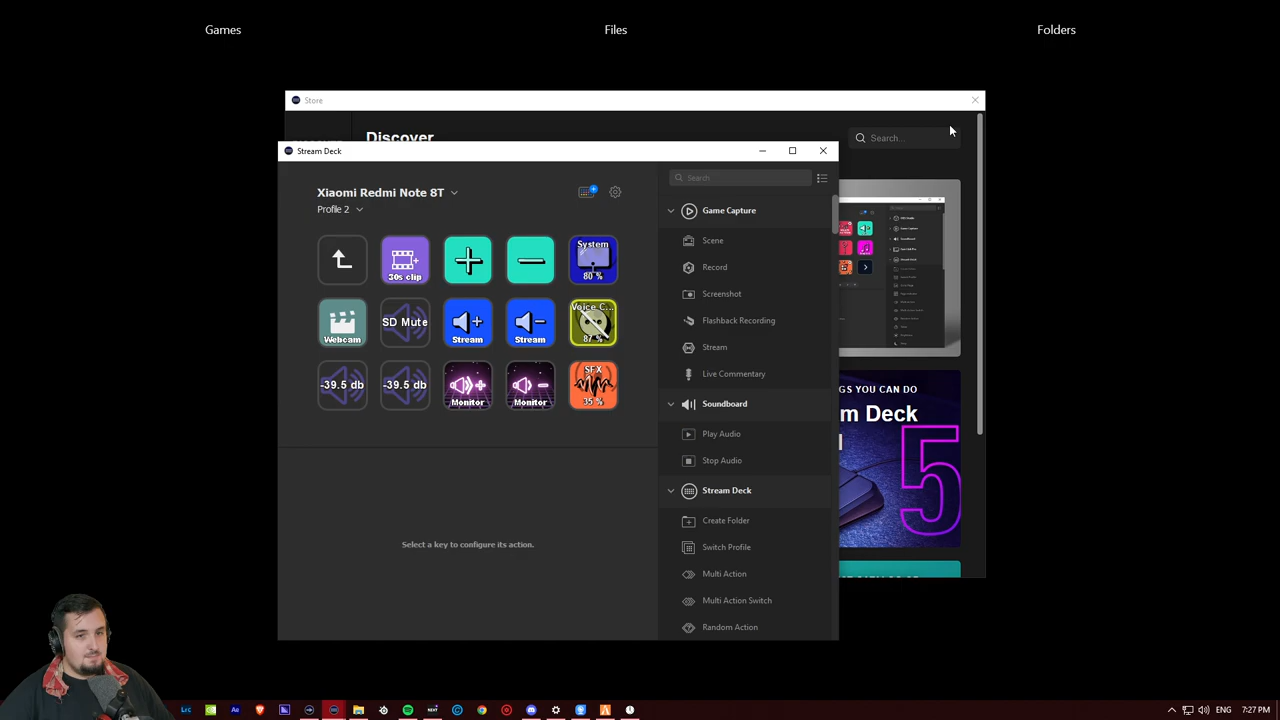 Games
Files
Folders
Store
Discover
Search...
Stream Deck
Xiaomi Redmi Note 8T
Profile 2
30s clip
System
80 %
Webcam
SD Mute
Stream
Stream
Voice C...
87 %
-39.5 db
-39.5 db
Monitor
Monitor
SFX
35 %
Select a key to configure its action.
Search
Game Capture
Scene
Record
Screenshot
Flashback Recording
Stream
Live Commentary
Soundboard
Play Audio
Stop Audio
Stream Deck
Create Folder
Switch Profile
Multi Action
Multi Action Switch
Random Action
GS YOU CAN DO
m Deck
5
Lrc
Ae
NEXT
ENG
7:27 PM